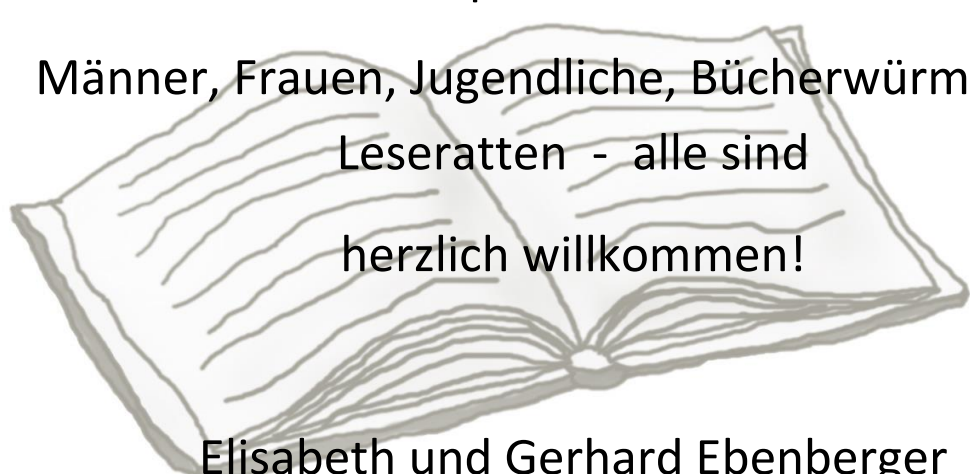 Männer, Frauen, Jugendliche, Bücherwürm
Leseratten - alle sind
herzlich willkommen!
Elisabeth und Gerhard Ebenberger